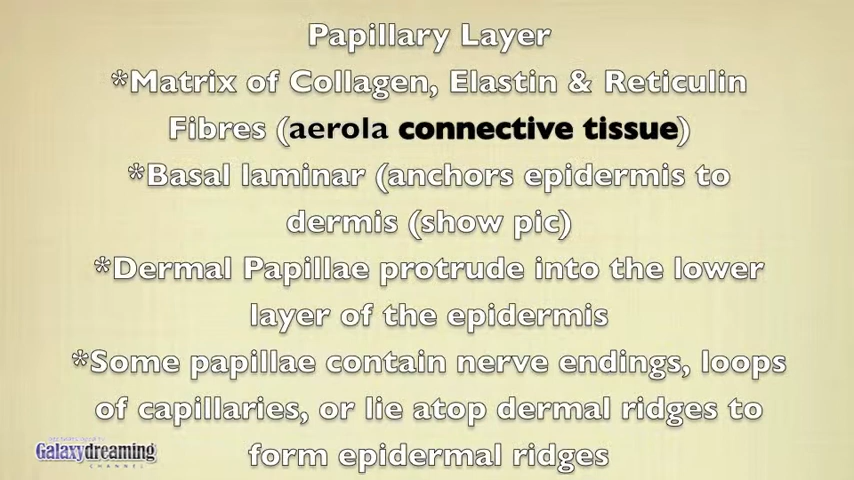 Papillary Layer
*Matrix of Collagen, Elastin & Reticulin
Fibres (aerola connective tissue)
*Basal laminar (anchors epidermis to
dermis (show pic)
*Dermal Papillae protrude into the lower
layer of the epidermis
*Some papillae contain nerve endings, loops
of capillaries, or lie atop dermal ridges to
form epidermal ridges
Galaxydreaming
CHANNEL